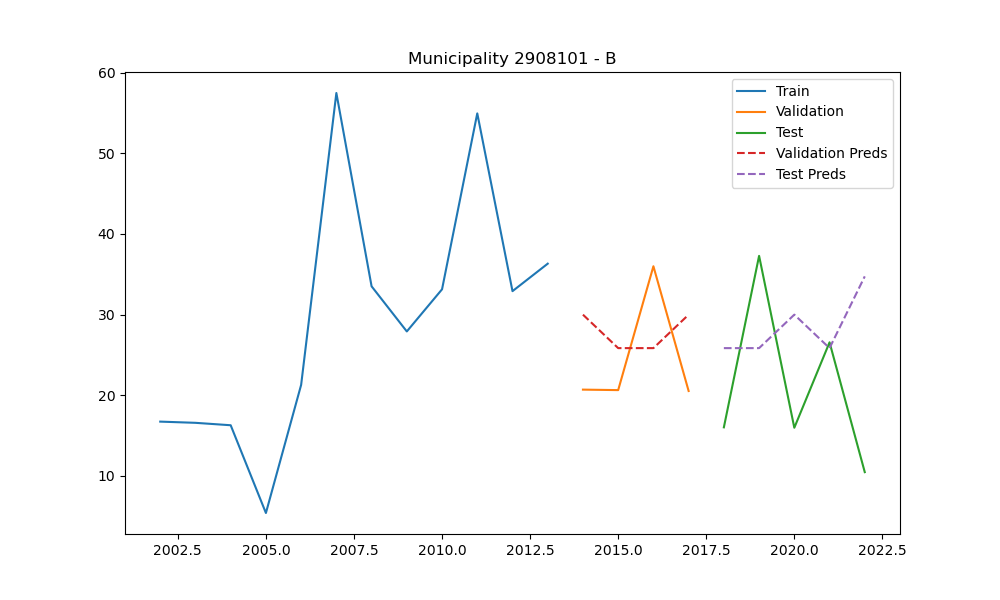 Municipality 2908101 - B
Train
Validation
Test
Validation Preds
Test Preds
60
50
40
30
20
10
2002.5 2005.0 2007.5 2010.0 2012.5 2015.0 2017.5 2020.0 2022.5